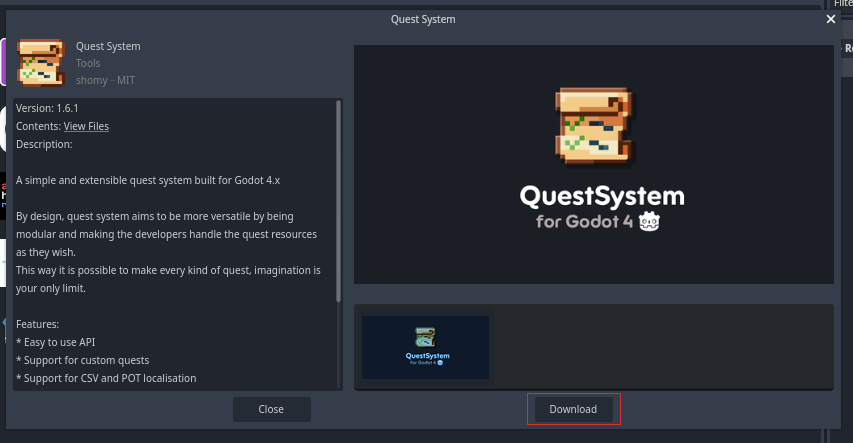 Filte
Quest System
Quest System
Tools
shomy – MIT
Version: 1.6.1
Contents: View Files
Description:
A simple and extensible quest system built for Godot 4.x
By design, quest system aims to be more versatile by being
modular and making the developers handle the quest resources
as they wish.
This way it is possible to make every kind of quest, imagination is
your only limit.
Features:
* Easy to use API
* Support for custom quests
* Support for CSV and POT localisation
QuestSystem
for Godot 4
QuestSystem
for Godot 4
Close
Download